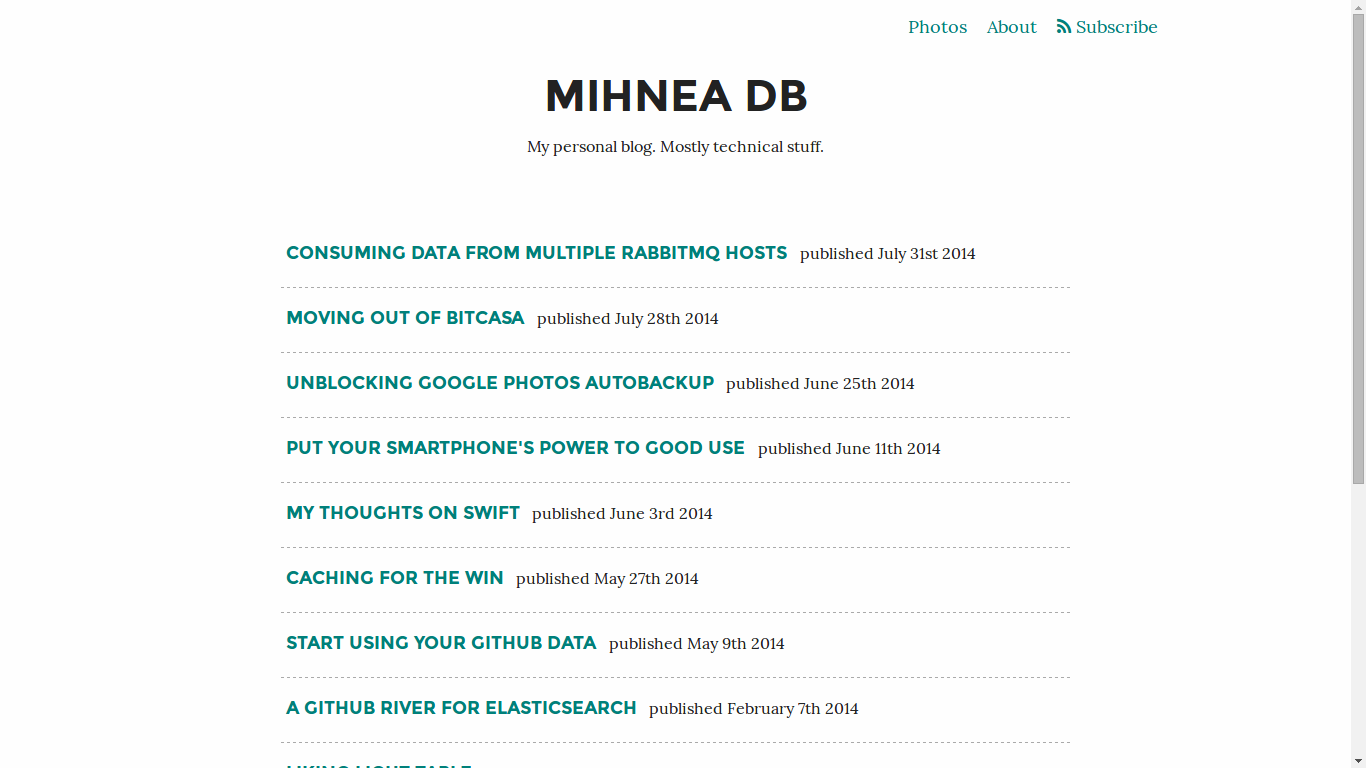 Photos About Subscribe
MIHNEA DB
My personal blog. Mostly technical stuff.
CONSUMING DATA FROM MULTIPLE RABBITMQ HOSTS published July 31st 2014
MOVING OUT OF BITCASA published July 28th 2014
UNBLOCKING GOOGLE PHOTOS AUTOBACKUP published June 25th 2014
PUT YOUR SMARTPHONE'S POWER TO GOOD USE published June 11th 2014
MY THOUGHTS ON SWIFT published June 3rd 2014
CACHING FOR THE WIN published May 27th 2014
START USING YOUR GITHUB DATA published May 9th 2014
A GITHUB RIVER FOR ELASTICSEARCH published February 7th 2014